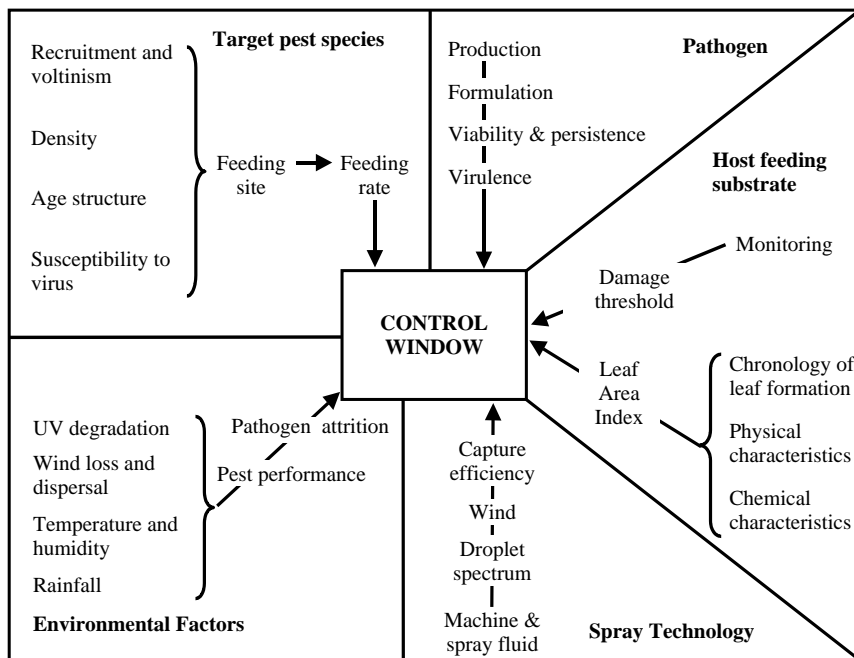 Target pest species
Recruitment and
voltinism
Density
Age structure
Susceptibility to
virus
Feeding
site
Feeding
rate
Pathogen
Production
Formulation
Viability & persistence
Virulence
Host feeding
substrate
Monitoring
Damage
threshold
Leaf
Area
Index
Chronology of
leaf formation
Physical
characteristics
Chemical
characteristics
CONTROL
WINDOW
UV degradation
Wind loss and
dispersal
Temperature and
humidity
Rainfall
Pathogen attrition
Pest performance
Environmental Factors
Capture
efficiency
Wind
Droplet
spectrum
Machine &
spray fluid
Spray Technology